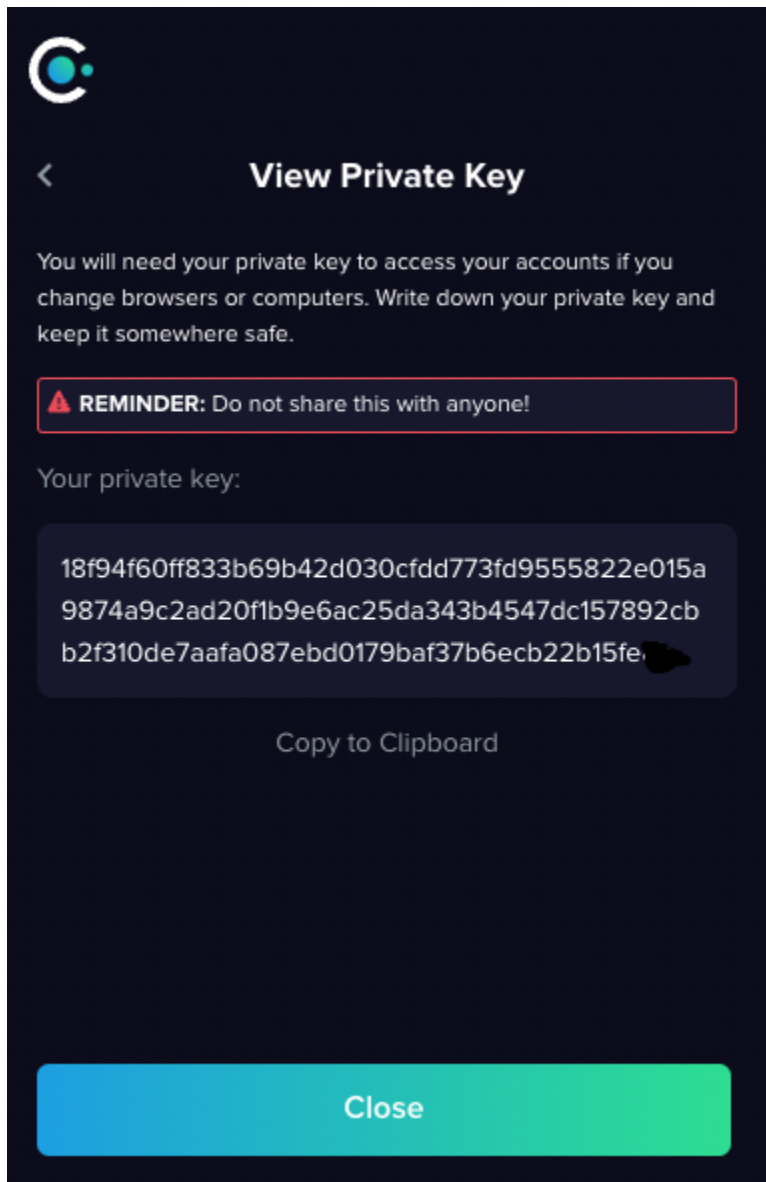 View Private Key
You will need your private key to access your accounts if you
change browsers or computers. Write down your private key and
keep it somewhere safe.
REMINDER: Do not share this with anyone!
Your private key:
18f94f60ff833b69b42d030cfdd773fd9555822e015a
9874a9c2ad20f1b9e6ac25da343b4547dc157892cb
b2f310de7aafa087ebd0179baf37b6ecb22b15fe
Copy to Clipboard
Close